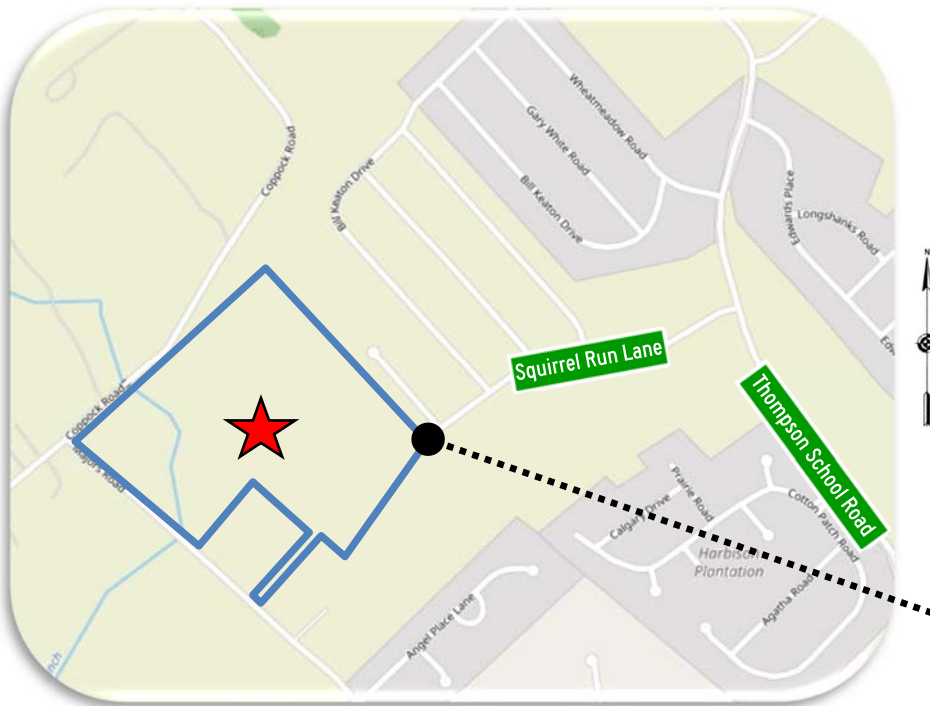 Coppock Road
Bill Keaton Drive
Wheatmeadow Road
Gary White Road
Bill Keaton Drive
Edwards Place
Longshanks Road
N
Squirrel Run Lane
Thompson School Road
Coppock Road
Majors Road
Prairie Road
Calgary Drive
Cotton Patch Road
Harbison
Plantation
Agatha Road
Angel Place Lane